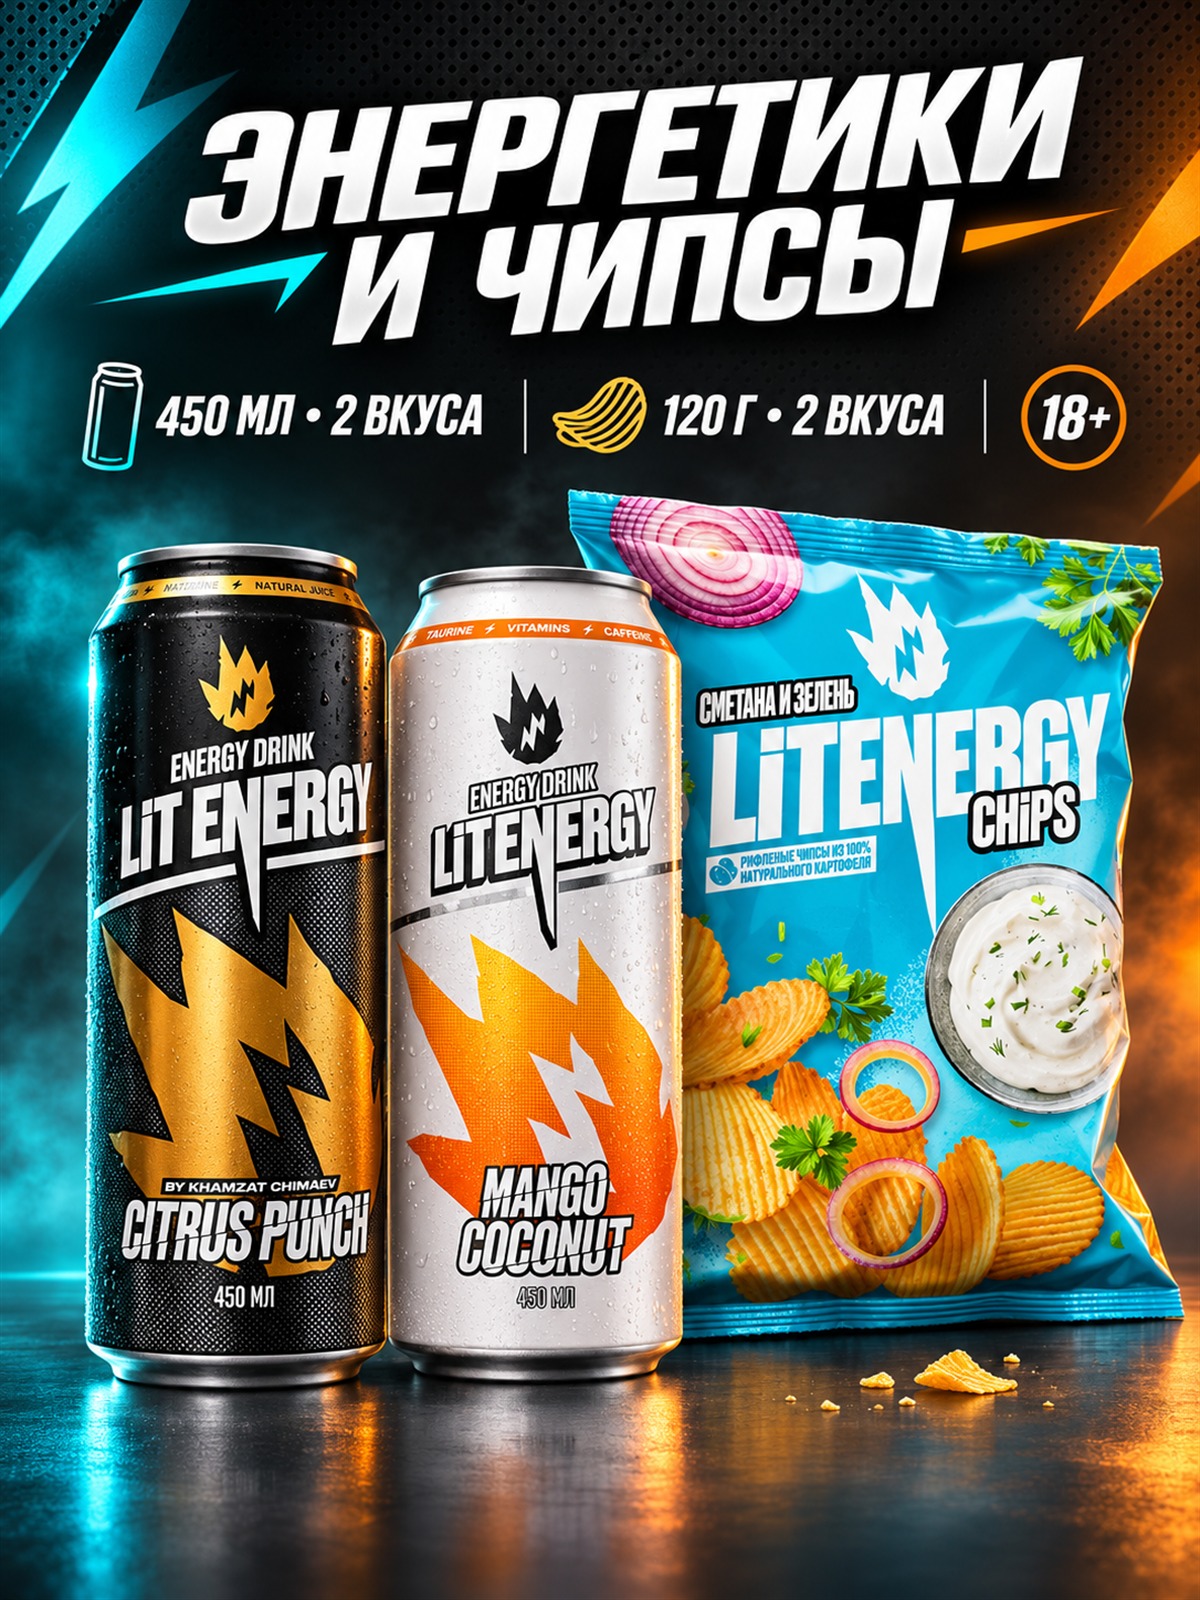 ЭНЕРГЕТИКИ
И ЧИПСЫ
450 МЛ • 2 ВКУСА
120 Г • 2 ВКУСА
18+
NATURAL JUICE
ENERGY DRINK
LiT ENERGY
BY KHAMZAT CHIMAEV
CITRUS PUNCH
450 МЛ
TAURINE VITAMINS CAFFEINE
ENERGY DRINK
LiTENERGY
MANGO
COCONUT
450 МЛ
СМЕТАНА И ЗЕЛЕНЬ
LiTENERGY
CHiPS
РИФЛЕНЫЕ ЧИПСЫ ИЗ 100%
НАТУРАЛЬНОГО КАРТОФЕЛЯ